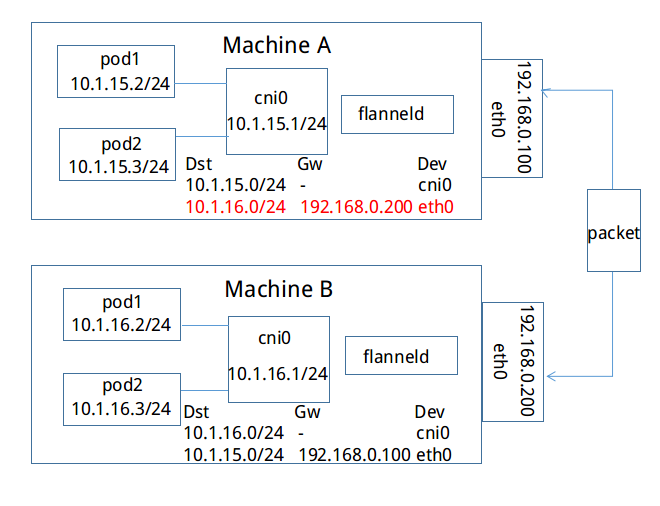 Machine A
pod1
10.1.15.2/24
cni0
10.1.15.1/24
flanneld
pod2
10.1.15.3/24
Dst Gw Dev
10.1.15.0/24 - cni0
10.1.16.0/24 192.168.0.200 eth0
192.168.0.100
eth0
packet
Machine B
pod1
10.1.16.2/24
cni0
10.1.16.1/24
flanneld
pod2
10.1.16.3/24
Dst Gw Dev
10.1.16.0/24 - cni0
10.1.15.0/24 192.168.0.100 eth0
192.168.0.200
eth0